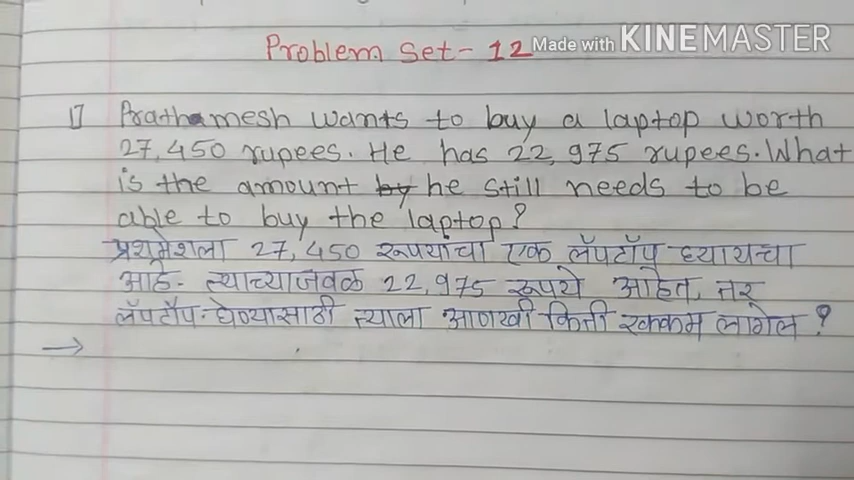 Problem Set - 12
Made with KINEMASTER
1] Prathamesh wants to buy a laptop worth
27,450 rupees. He has 22,975 rupees. What
is the amount by he still needs to be
able to buy the laptop?
प्रथमेशला 27,450 रूपयांचा एक लॅपटॉप घ्यायचा
आहे. त्याच्याजवळ 22,975 रूपये आहेत, तर
लॅपटॉप घेण्यासाठी त्याला आणखी किती रक्कम लागेल ?
→